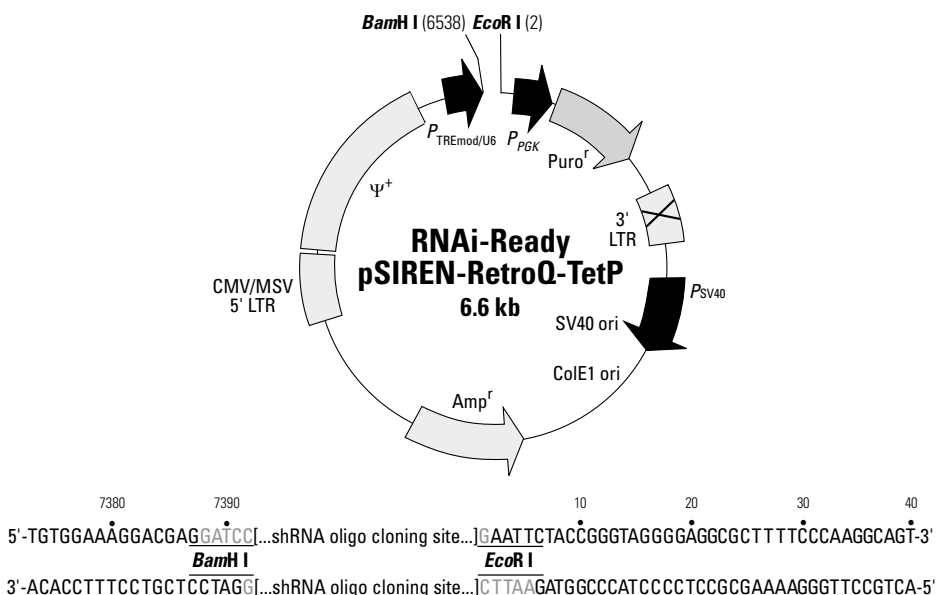 BamH I (6538) EcoR I (2)
PTREmod/U6
PPGK
Puroʳ
Ψ⁺
3'
LTR
RNAi-Ready
pSIREN-RetroQ-TetP
6.6 kb
CMV/MSV
5' LTR
PSV40
SV40 ori
ColE1 ori
Ampʳ
7380 7390 10 20 30 40
5'-TGTGGAAAGGACGAGGATCC[...shRNA oligo cloning site...]GAATTCTACCGGGTAGGGGAGGCGCTTTTCCCAAGGCAGT-3'
BamH I EcoR I
3'-ACACCTTTCCTGCTCCTAGG[...shRNA oligo cloning site...]CTTAAGATGGCCCATCCCCTCCGCGAAAAGGGTTCCGTCA-5'